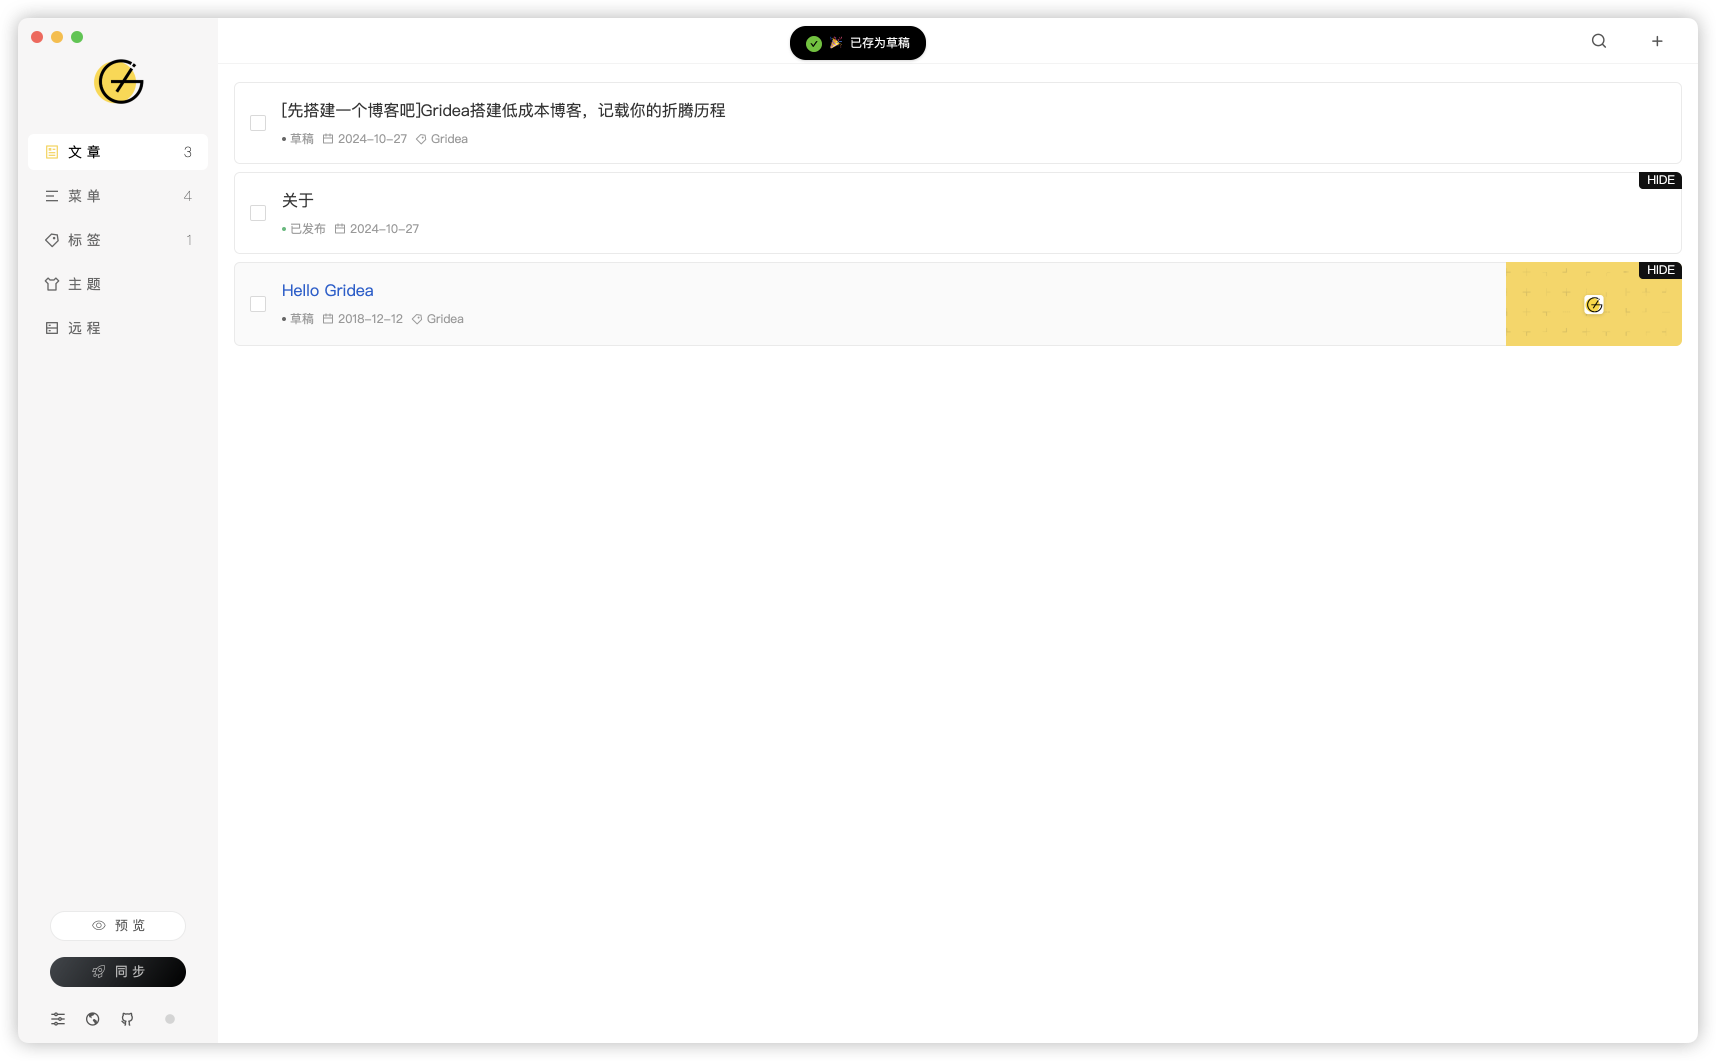 已存为草稿
文章 3
菜单 4
标签 1
主题
远程
[先搭建一个博客吧]Gridea搭建低成本博客，记载你的折腾历程
草稿 2024-10-27 Gridea
HIDE
关于
已发布 2024-10-27
HIDE
Hello Gridea
草稿 2018-12-12 Gridea
预览
同步